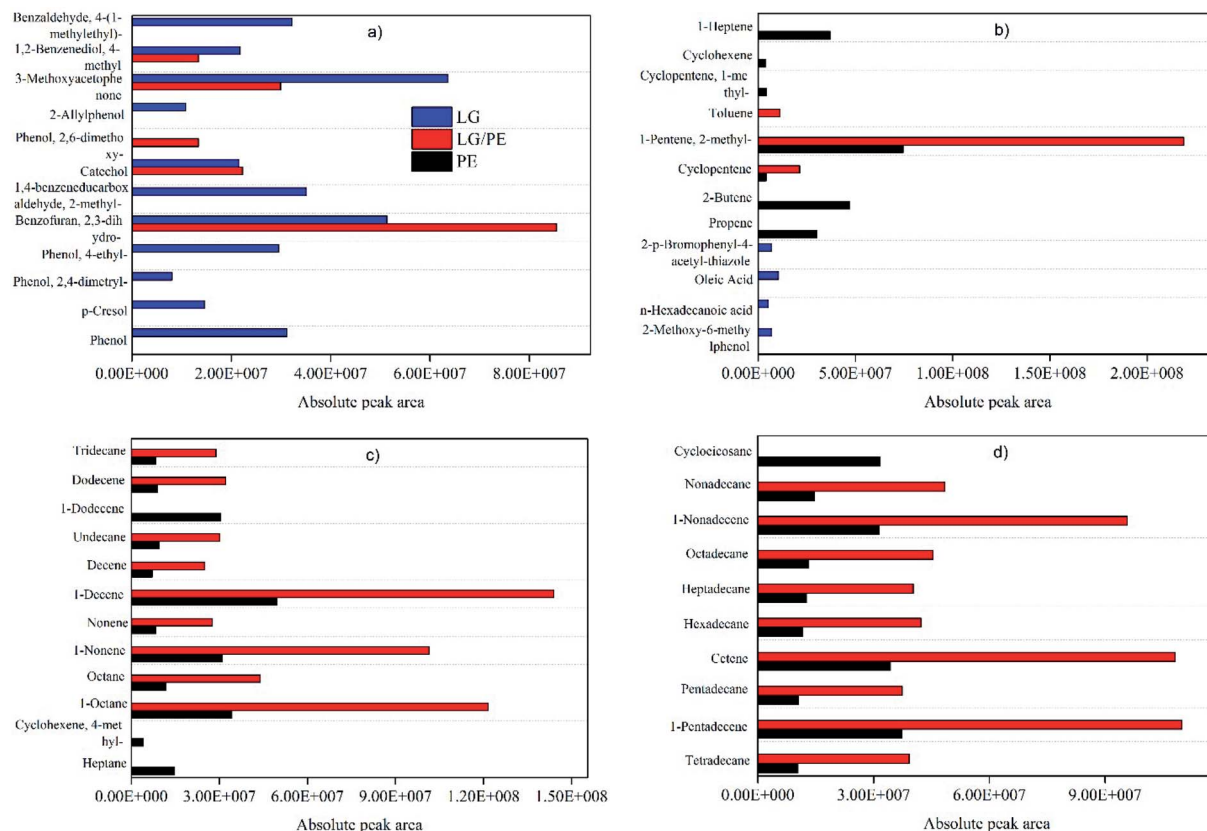 a)
Benzaldehyde, 4-(1-
methylethyl)-
1,2-Benzenediol, 4-
methyl
3-Methoxyacetophe
none
2-Allylphenol
Phenol, 2,6-dimetho
xy-
Catechol
1,4-benzeneducarbox
aldehyde, 2-methyl-
Benzofuran, 2,3-dih
ydro-
Phenol, 4-ethyl-
Phenol, 2,4-dimetryl-
p-Cresol
Phenol
LG
LG/PE
PE
0.00E+000 2.00E+007 4.00E+007 6.00E+007 8.00E+007
Absolute peak area
b)
1-Heptene
Cyclohexene
Cyclopentene, 1-me
thyl-
Toluene
1-Pentene, 2-methyl-
Cyclopentene
2-Butene
Propene
2-p-Bromophenyl-4-
acetyl-thiazole
Oleic Acid
n-Hexadecanoic acid
2-Methoxy-6-methy
lphenol
0.00E+000 5.00E+007 1.00E+008 1.50E+008 2.00E+008
Absolute peak area
c)
Tridecane
Dodecene
1-Dodecene
Undecane
Decene
1-Decene
Nonene
1-Nonene
Octane
1-Octane
Cyclohexene, 4-met
hyl-
Heptane
0.00E+000 3.00E+007 6.00E+007 9.00E+007 1.20E+008 1.50E+008
Absolute peak area
d)
Cyclocicosane
Nonadecane
1-Nonadecene
Octadecane
Heptadecane
Hexadecane
Cetene
Pentadecane
1-Pentadecene
Tetradecane
0.00E+000 3.00E+007 6.00E+007 9.00E+007
Absolute peak area